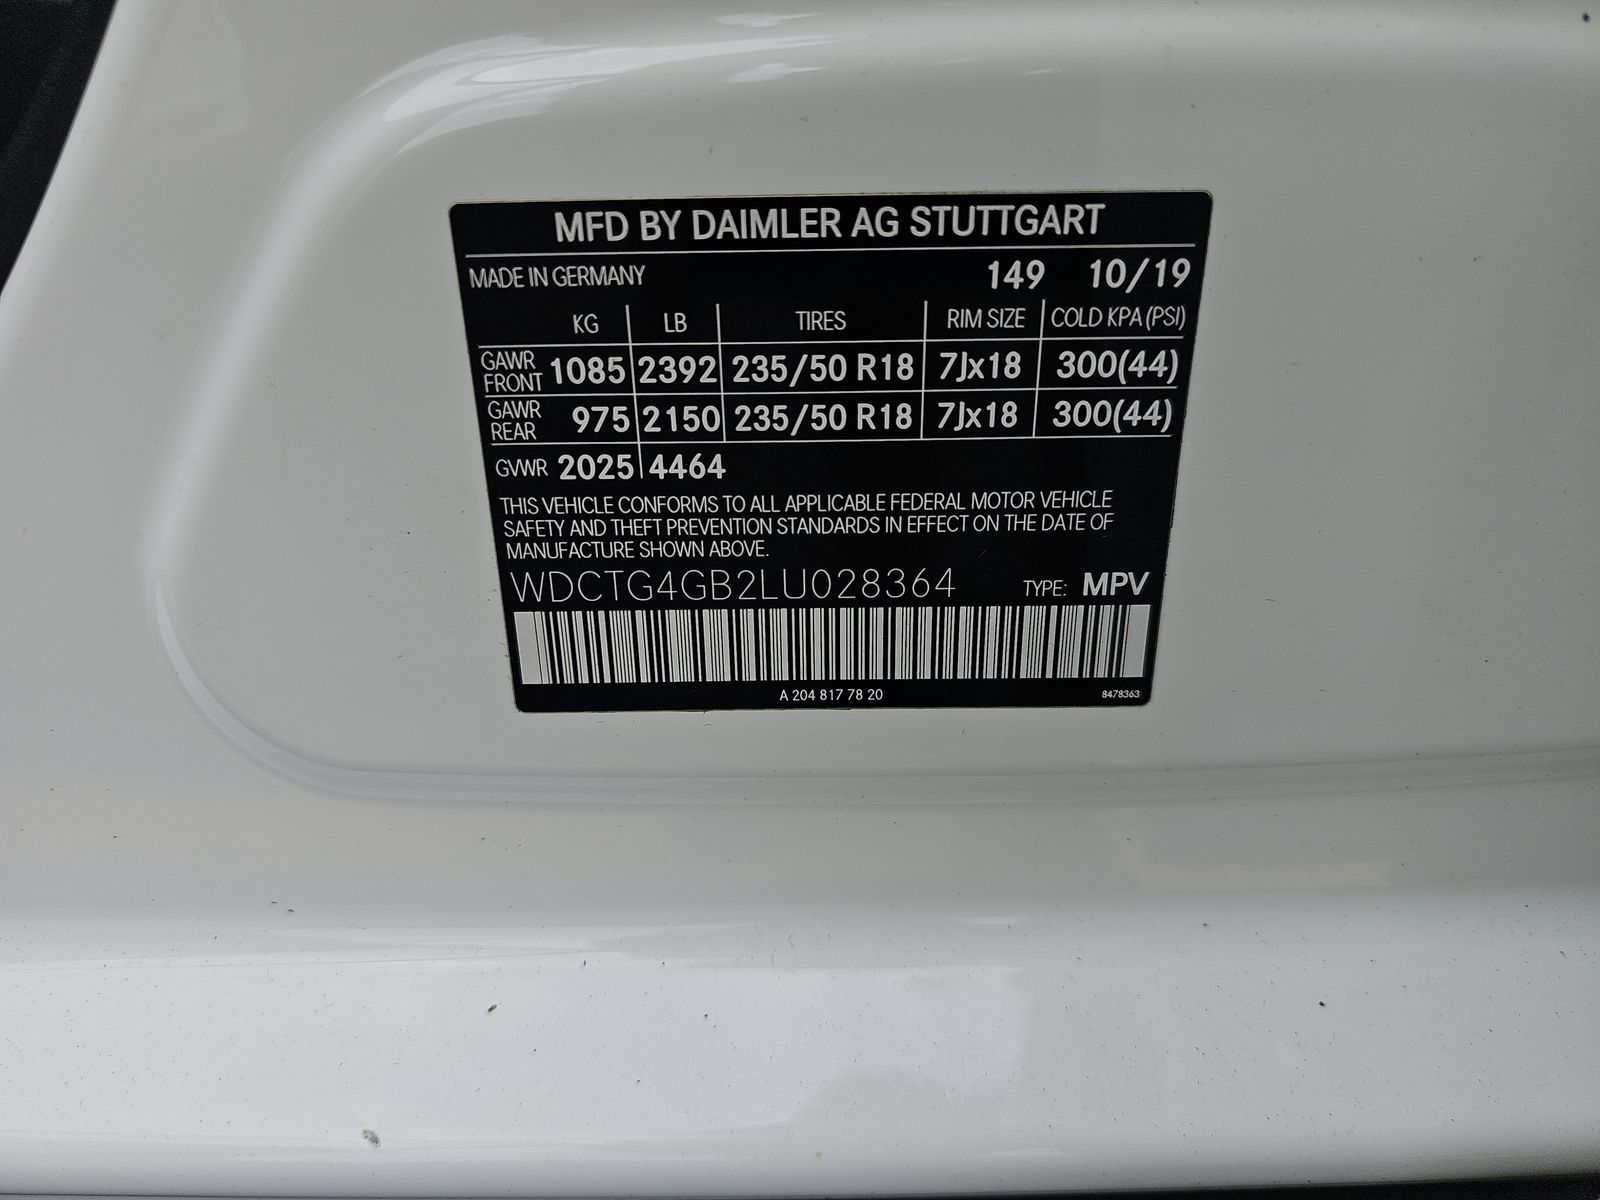 MFD BY DAIMLER AG STUTTGART
MADE IN GERMANY 149 10/19
KG LB TIRES RIM SIZE COLD KPA (PSI)
GAWR FRONT 1085 2392 235/50 R18 7Jx18 300(44)
GAWR REAR 975 2150 235/50 R18 7Jx18 300(44)
GVWR 2025 4464
THIS VEHICLE CONFORMS TO ALL APPLICABLE FEDERAL MOTOR VEHICLE
SAFETY AND THEFT PREVENTION STANDARDS IN EFFECT ON THE DATE OF
MANUFACTURE SHOWN ABOVE.
WDCTG4GB2LU028364 TYPE: MPV
A 204 817 78 20 8478363